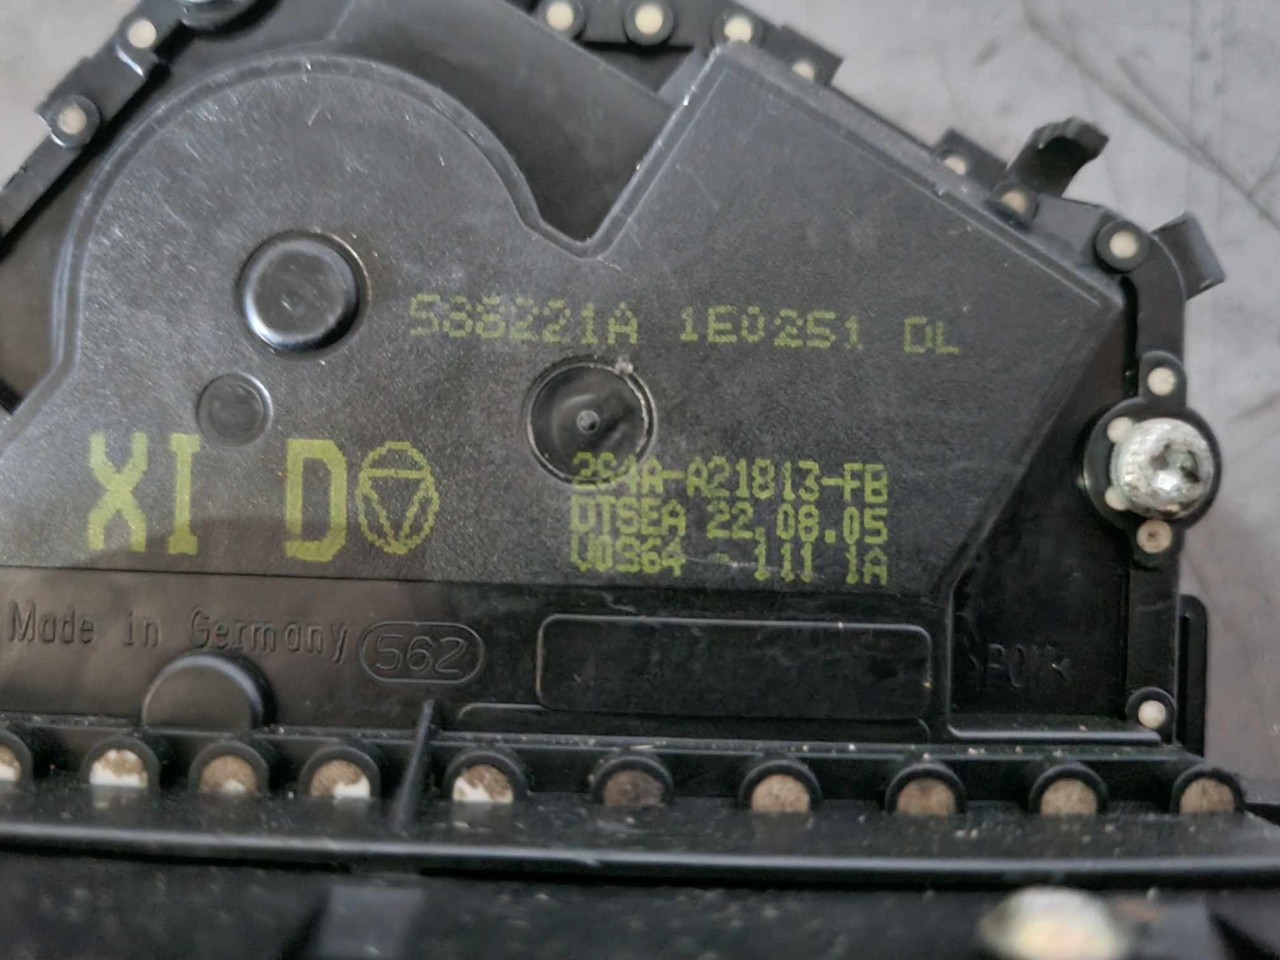 588221A 1E0251 DL
XI D
2S4A-A21813-FB
DTSEA 22.08.05
V0S64 - 111 1A
Made in Germany 562